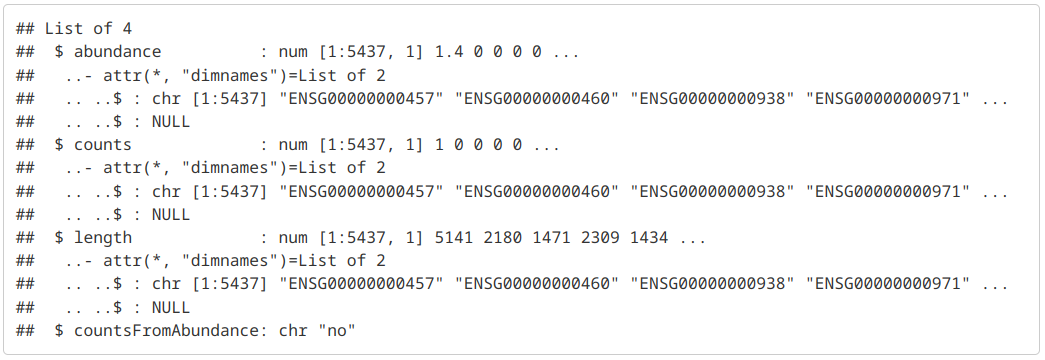 ## List of 4
##  $ abundance          : num [1:5437, 1] 1.4 0 0 0 0 ...
##   ..- attr(*, "dimnames")=List of 2
##   .. ..$ : chr [1:5437] "ENSG00000000457" "ENSG00000000460" "ENSG00000000938" "ENSG00000000971" ...
##   .. ..$ : NULL
##  $ counts             : num [1:5437, 1] 1 0 0 0 0 ...
##   ..- attr(*, "dimnames")=List of 2
##   .. ..$ : chr [1:5437] "ENSG00000000457" "ENSG00000000460" "ENSG00000000938" "ENSG00000000971" ...
##   .. ..$ : NULL
##  $ length             : num [1:5437, 1] 5141 2180 1471 2309 1434 ...
##   ..- attr(*, "dimnames")=List of 2
##   .. ..$ : chr [1:5437] "ENSG00000000457" "ENSG00000000460" "ENSG00000000938" "ENSG00000000971" ...
##   .. ..$ : NULL
##  $ countsFromAbundance: chr "no"